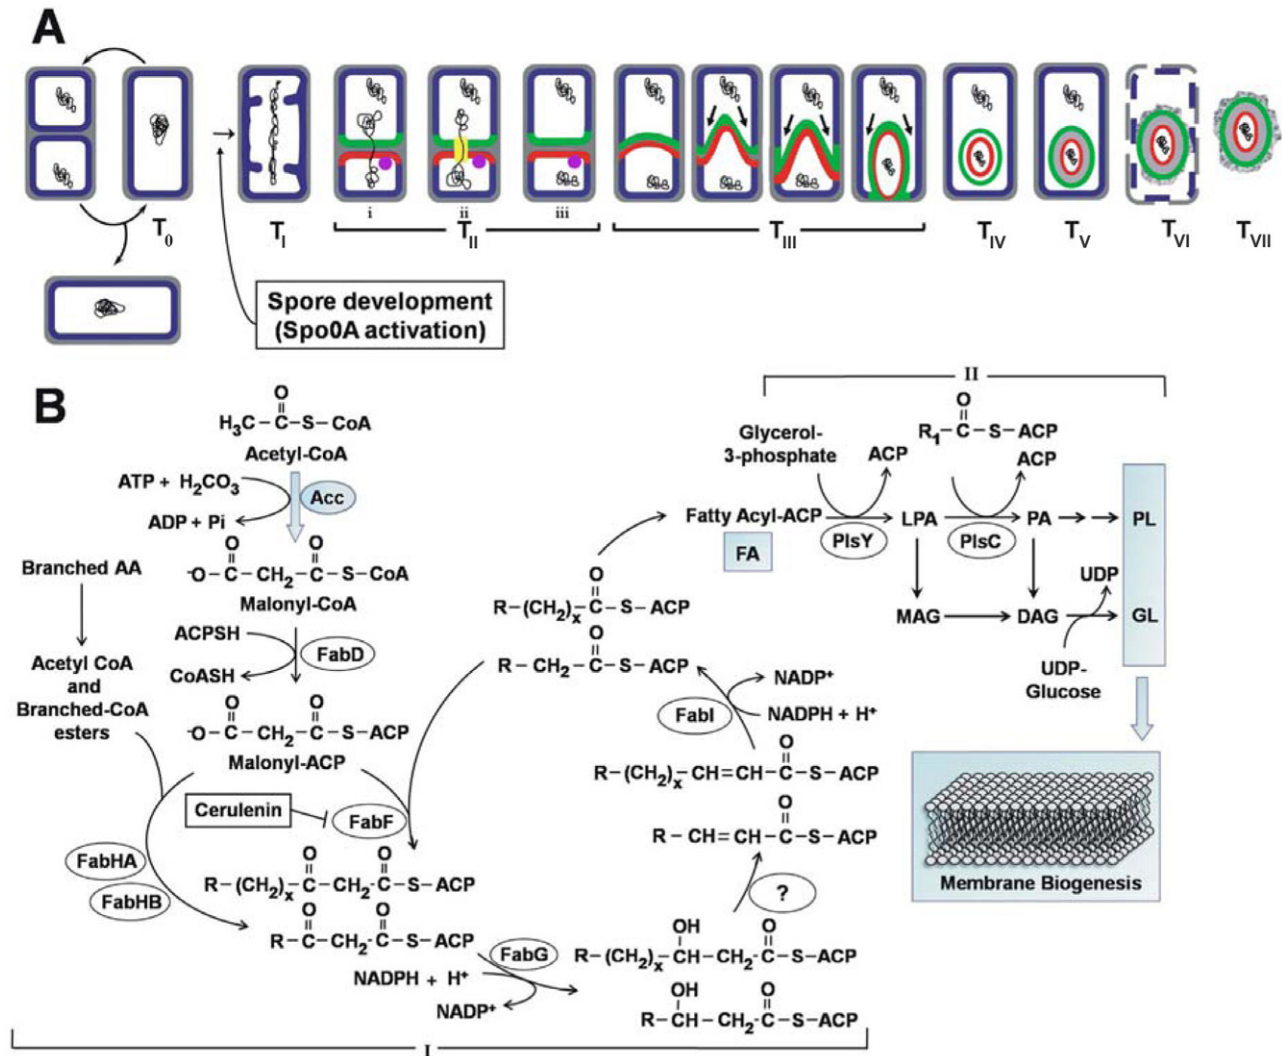 A
T0
TI
i
ii
iii
TII
TIII
TIV
TV
TVI
TVII
Spore development
(Spo0A activation)
B
O
H3C–C–S–CoA
Acetyl-CoA
ATP + H2CO3
Acc
ADP + Pi
O O
-O–C–CH2–C–S–CoA
Malonyl-CoA
Branched AA
ACPSH
FabD
CoASH
Acetyl CoA
and
Branched-CoA
esters
O O
-O–C–CH2–C–S–ACP
Malonyl-ACP
Cerulenin
FabF
FabHA
FabHB
O O
R–(CH2)x–C–CH2–C–S–ACP
O O
R–C–CH2–C–S–ACP
FabG
NADPH + H+
NADP+
OH O
R–(CH2)x–CH–CH2–C–S–ACP
OH O
R–CH–CH2–C–S–ACP
?
O
R–(CH2)x–CH=CH–C–S–ACP
O
R–CH=CH–C–S–ACP
FabI
NADP+
NADPH + H+
O
R–(CH2)x–C–S–ACP
O
R–CH2–C–S–ACP
I
II
Glycerol-
3-phosphate
ACP
O
R1–C–S–ACP
ACP
Fatty Acyl-ACP
FA
PlsY
LPA
PlsC
PA
PL
UDP
MAG
DAG
GL
UDP-
Glucose
Membrane Biogenesis